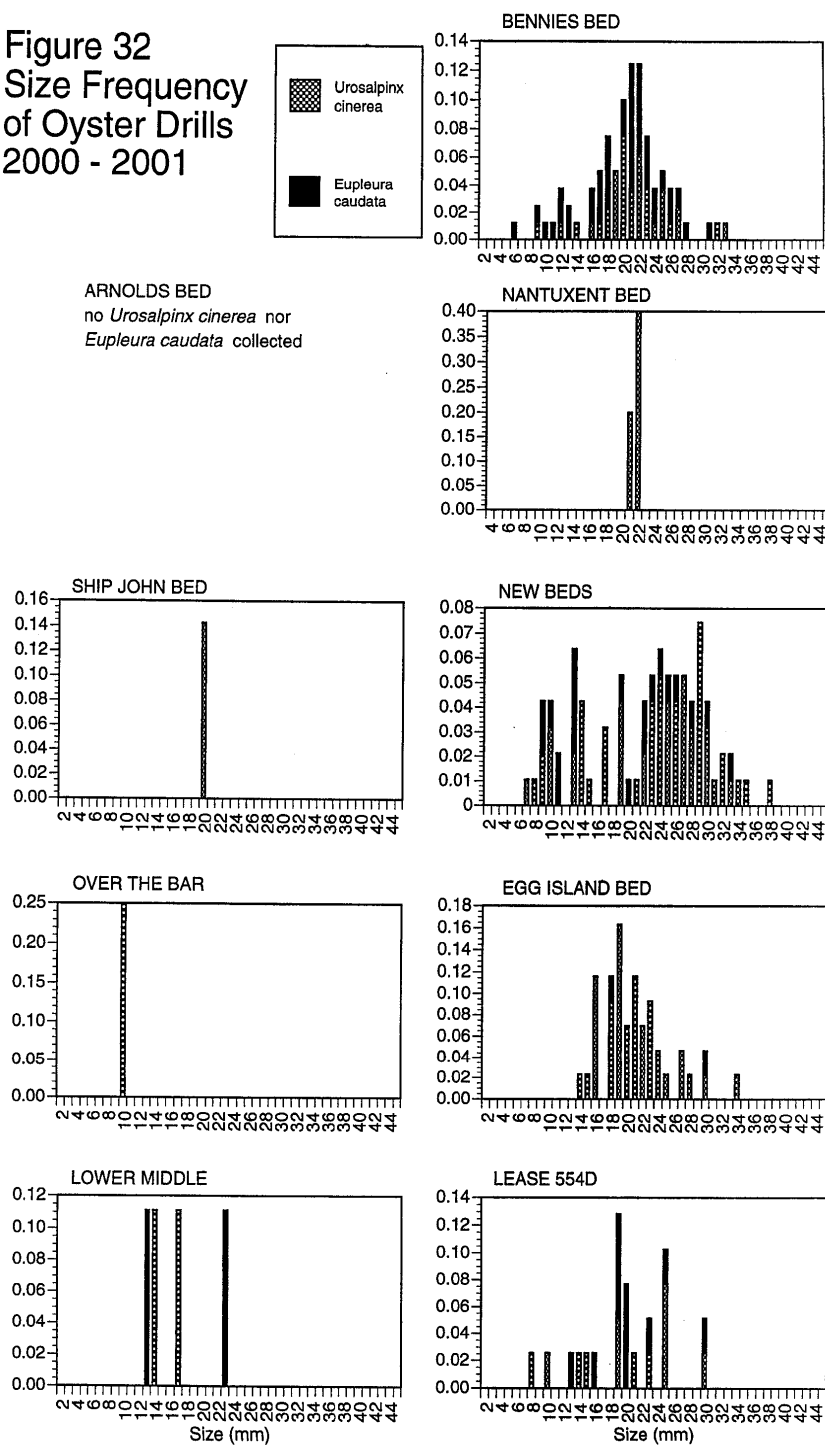 Figure 32
Size Frequency
of Oyster Drills
2000 - 2001
Urosalpinx
cinerea
Eupleura
caudata
ARNOLDS BED
no Urosalpinx cinerea nor
Eupleura caudata collected
BENNIES BED
0.14
0.12
0.10
0.08
0.06
0.04
0.02
0.00
2 4 6 8 10 12 14 16 18 20 22 24 26 28 30 32 34 36 38 40 42 44
NANTUXENT BED
0.40
0.35
0.30
0.25
0.20
0.15
0.10
0.05
0.00
4 6 8 10 12 14 16 18 20 22 24 26 28 30 32 34 36 38 40 42 44
SHIP JOHN BED
0.16
0.14
0.12
0.10
0.08
0.06
0.04
0.02
0.00
2 4 6 8 10 12 14 16 18 20 22 24 26 28 30 32 34 36 38 40 42 44
NEW BEDS
0.08
0.07
0.06
0.05
0.04
0.03
0.02
0.01
0
2 4 6 8 10 12 14 16 18 20 22 24 26 28 30 32 34 36 38 40 42 44
OVER THE BAR
0.25
0.20
0.15
0.10
0.05
0.00
2 4 6 8 10 12 14 16 18 20 22 24 26 28 30 32 34 36 38 40 42 44
EGG ISLAND BED
0.18
0.16
0.12
0.10
0.06
0.04
0.02
0.00
2 4 6 8 10 12 14 16 18 20 22 24 26 28 30 32 34 36 38 40 42 44
LOWER MIDDLE
0.12
0.10
0.08
0.06
0.04
0.02
0.00
2 4 6 8 10 12 14 16 18 20 22 24 26 28 30 32 34 36 38 40 42 44
Size (mm)
LEASE 554D
0.14
0.12
0.10
0.08
0.06
0.04
0.02
0.00
2 4 6 8 10 12 14 16 18 20 22 24 26 28 30 32 34 36 38 40 42 44
Size (mm)